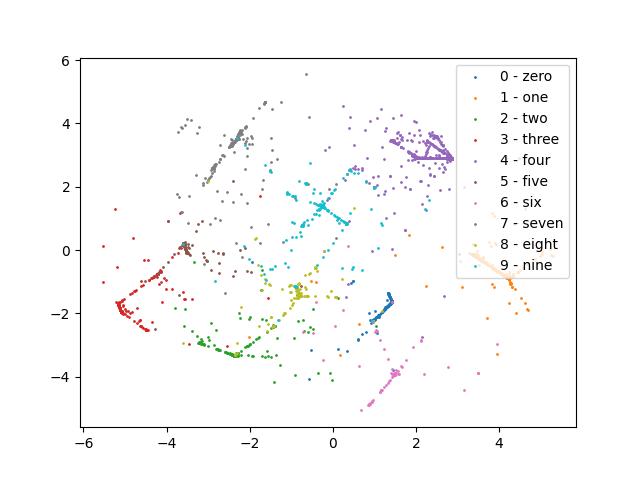 6
4
2
0
−2
−4
−6
−4
−2
0
2
4
0 - zero
1 - one
2 - two
3 - three
4 - four
5 - five
6 - six
7 - seven
8 - eight
9 - nine